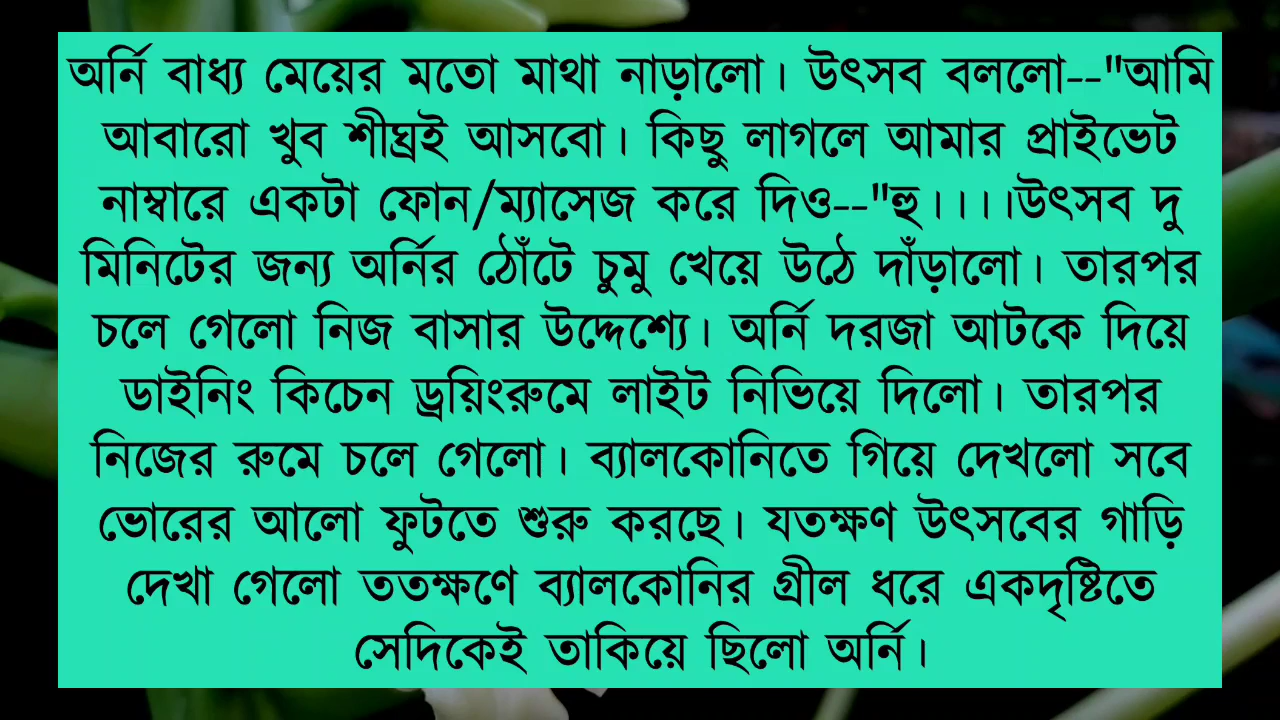 অর্নি বাধ্য মেয়ের মতো মাথা নাড়ালো। উৎসব বললো--"আমি
আবারো খুব শীঘ্রই আসবো। কিছু লাগলে আমার প্রাইভেট
নাম্বারে একটা ফোন/ম্যাসেজ করে দিও--"হু।।।।উৎসব দু
মিনিটের জন্য অর্নির ঠোঁটে চুমু খেয়ে উঠে দাঁড়ালো। তারপর
চলে গেলো নিজ বাসার উদ্দেশ্যে। অর্নি দরজা আটকে দিয়ে
ডাইনিং কিচেন ড্রয়িংরুমে লাইট নিভিয়ে দিলো। তারপর
নিজের রুমে চলে গেলো। ব্যালকোনিতে গিয়ে দেখলো সবে
ভোরের আলো ফুটতে শুরু করছে। যতক্ষণ উৎসবের গাড়ি
দেখা গেলো ততক্ষণে ব্যালকোনির গ্রীল ধরে একদৃষ্টিতে
সেদিকেই তাকিয়ে ছিলো অর্নি।